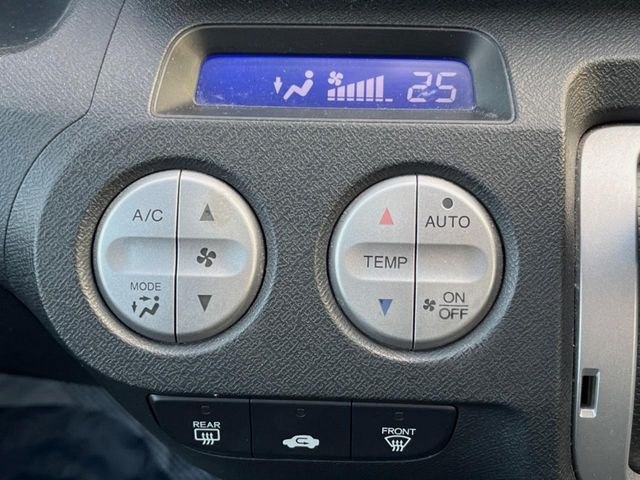 25
A/C
AUTO
TEMP
MODE
ON
OFF
REAR
FRONT